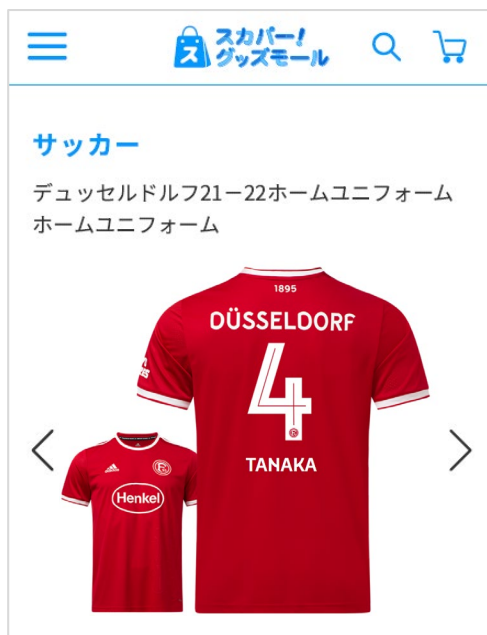 スカパー!
グッズモール
ス
サッカー
デュッセルドルフ21－22ホームユニフォーム
ホームユニフォーム
1895
DÜSSELDORF
4
TANAKA
adidas
Henkel